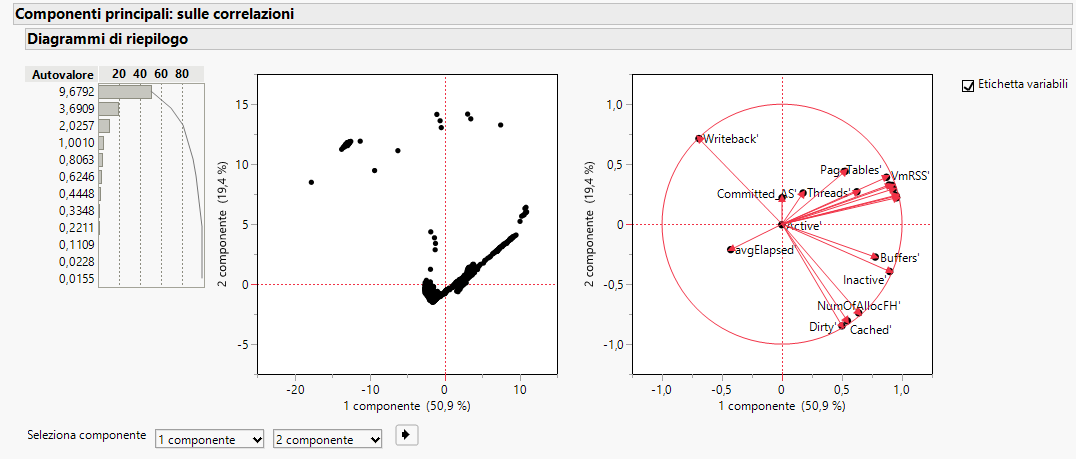 Componenti principali: sulle correlazioni
Diagrammi di riepilogo
Autovalore 20 40 60 80
9,6792
3,6909
2,0257
1,0010
0,8063
0,6246
0,4448
0,3348
0,2211
0,1109
0,0228
0,0155
2 componente (19,4 %)
15
10
5
0
-5
-20 -10 0 10
1 componente (50,9 %)
2 componente (19,4 %)
1,0
0,5
0
-0,5
-1,0
Writeback'
PageTables'
VmRSS'
Committed_AS'
Threads'
Active'
avgElapsed
Buffers'
Inactive'
NumOfAllocFH'
Dirty'
Cached'
-1,0 -0,5 0 0,5 1,0
1 componente (50,9 %)
Etichetta variabili
Seleziona componente 1 componente 2 componente